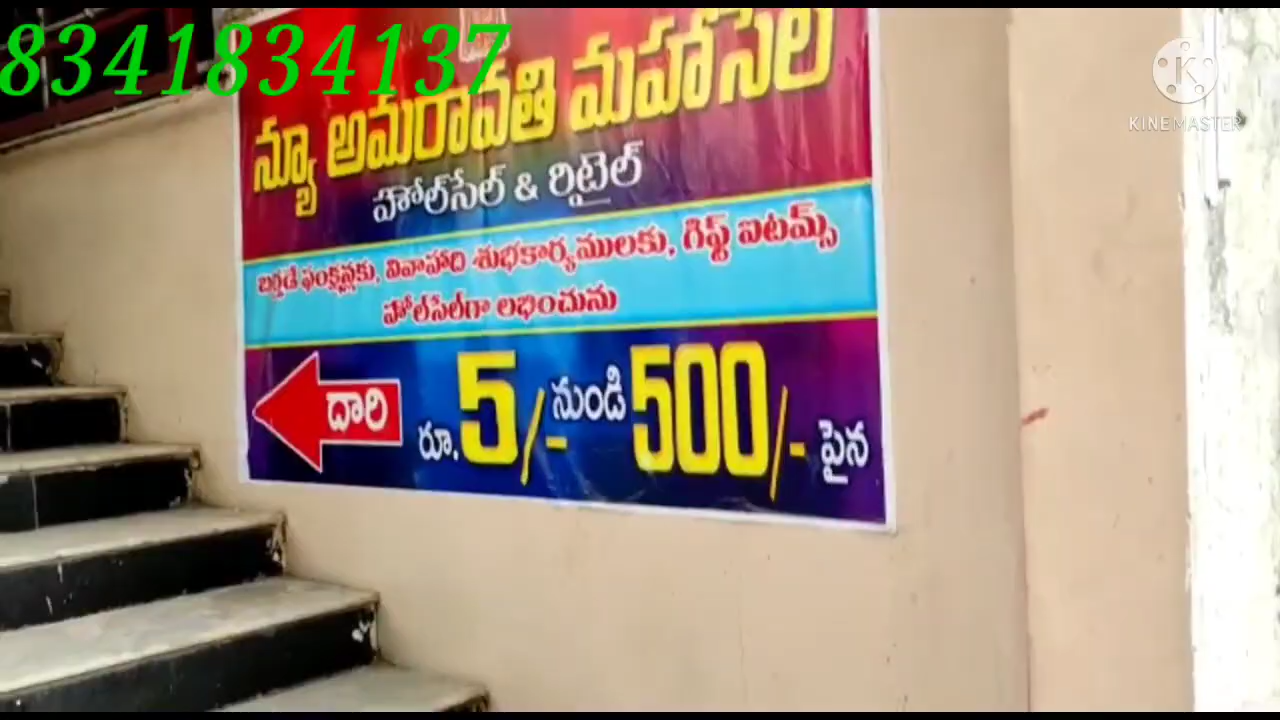 8341834137
KINEMASTER
న్యూ అమరావతి మహాసేల్
హోల్‌సేల్ & రిటైల్
బర్త్‌డే ఫంక్షన్లకు, వివాహాది శుభకార్యములకు, గిఫ్ట్ ఐటమ్స్
హోల్‌సేల్‌గా లభించును
దారి రూ. 5/- నుండి 500/- పైన